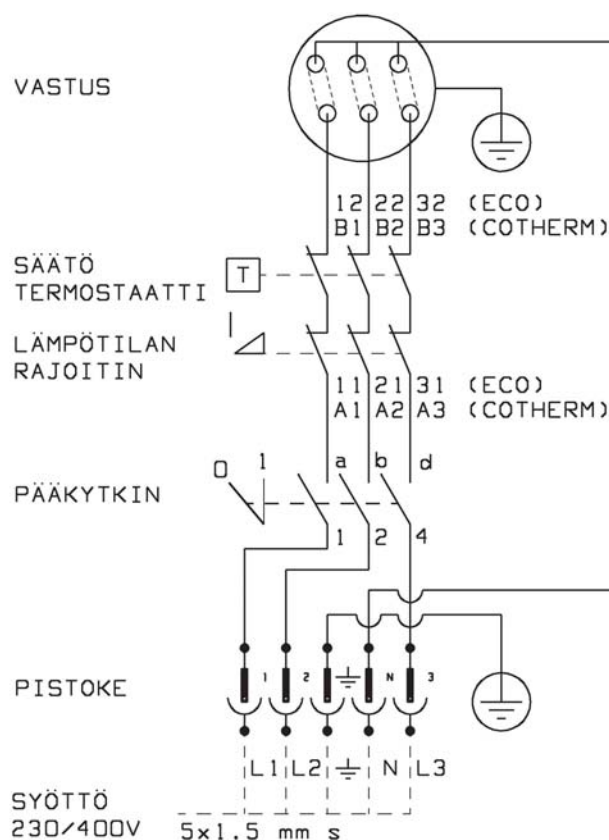 VASTUS
12 22 32 (ECO)
B1 B2 B3 (COTHERM)
SÄÄTÖ
TERMOSTAATTI
T
LÄMPÖTILAN
RAJOITIN
11 21 31 (ECO)
A1 A2 A3 (COTHERM)
0 1 a b d
PÄÄKYTKIN
1 2 4
1 2 N 3
PISTOKE
L1 L2 N L3
SYÖTTÖ
230/400V 5x1.5 mm s